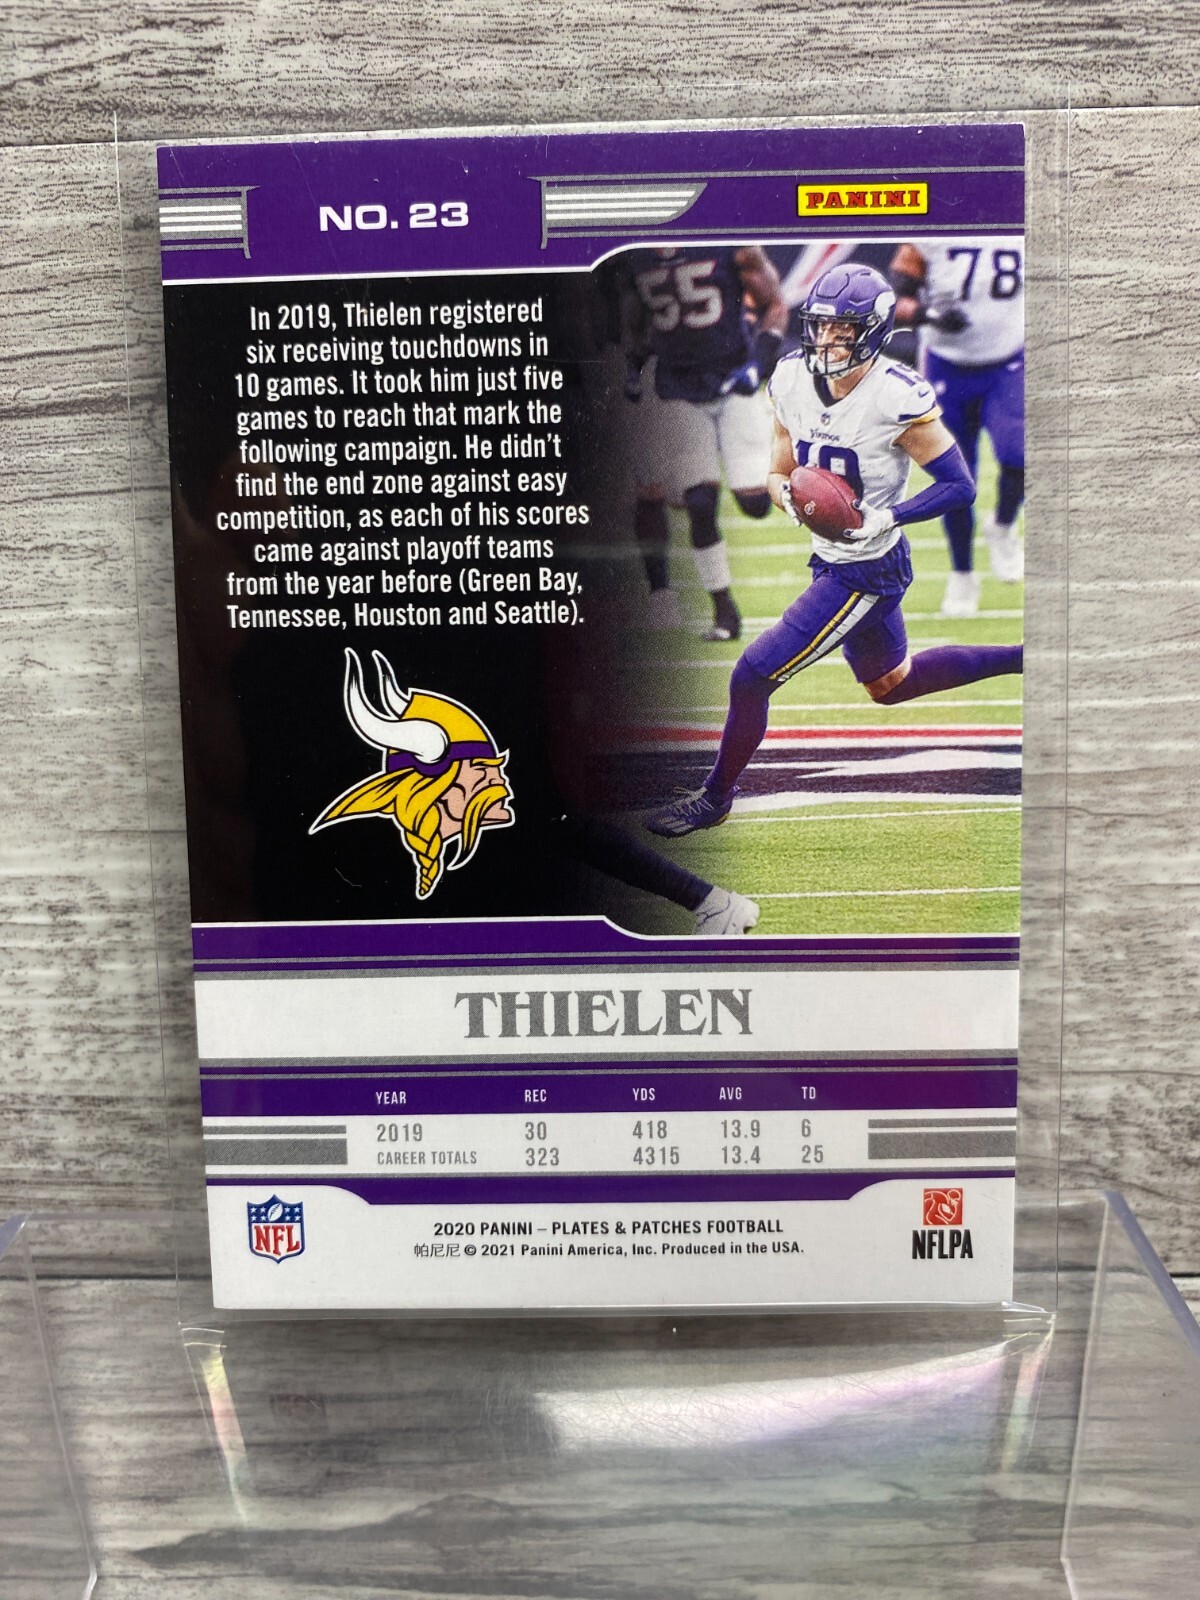 NO. 23
PANINI
55
78
19
VIKINGS
In 2019, Thielen registered
six receiving touchdowns in
10 games. It took him just five
games to reach that mark the
following campaign. He didn't
find the end zone against easy
competition, as each of his scores
came against playoff teams
from the year before (Green Bay,
Tennessee, Houston and Seattle).
THIELEN
YEAR REC YDS AVG TD
2019 30 418 13.9 6
CAREER TOTALS 323 4315 13.4 25
NFL
2020 PANINI – PLATES & PATCHES FOOTBALL
帕尼尼 © 2021 Panini America, Inc. Produced in the USA.
NFLPA